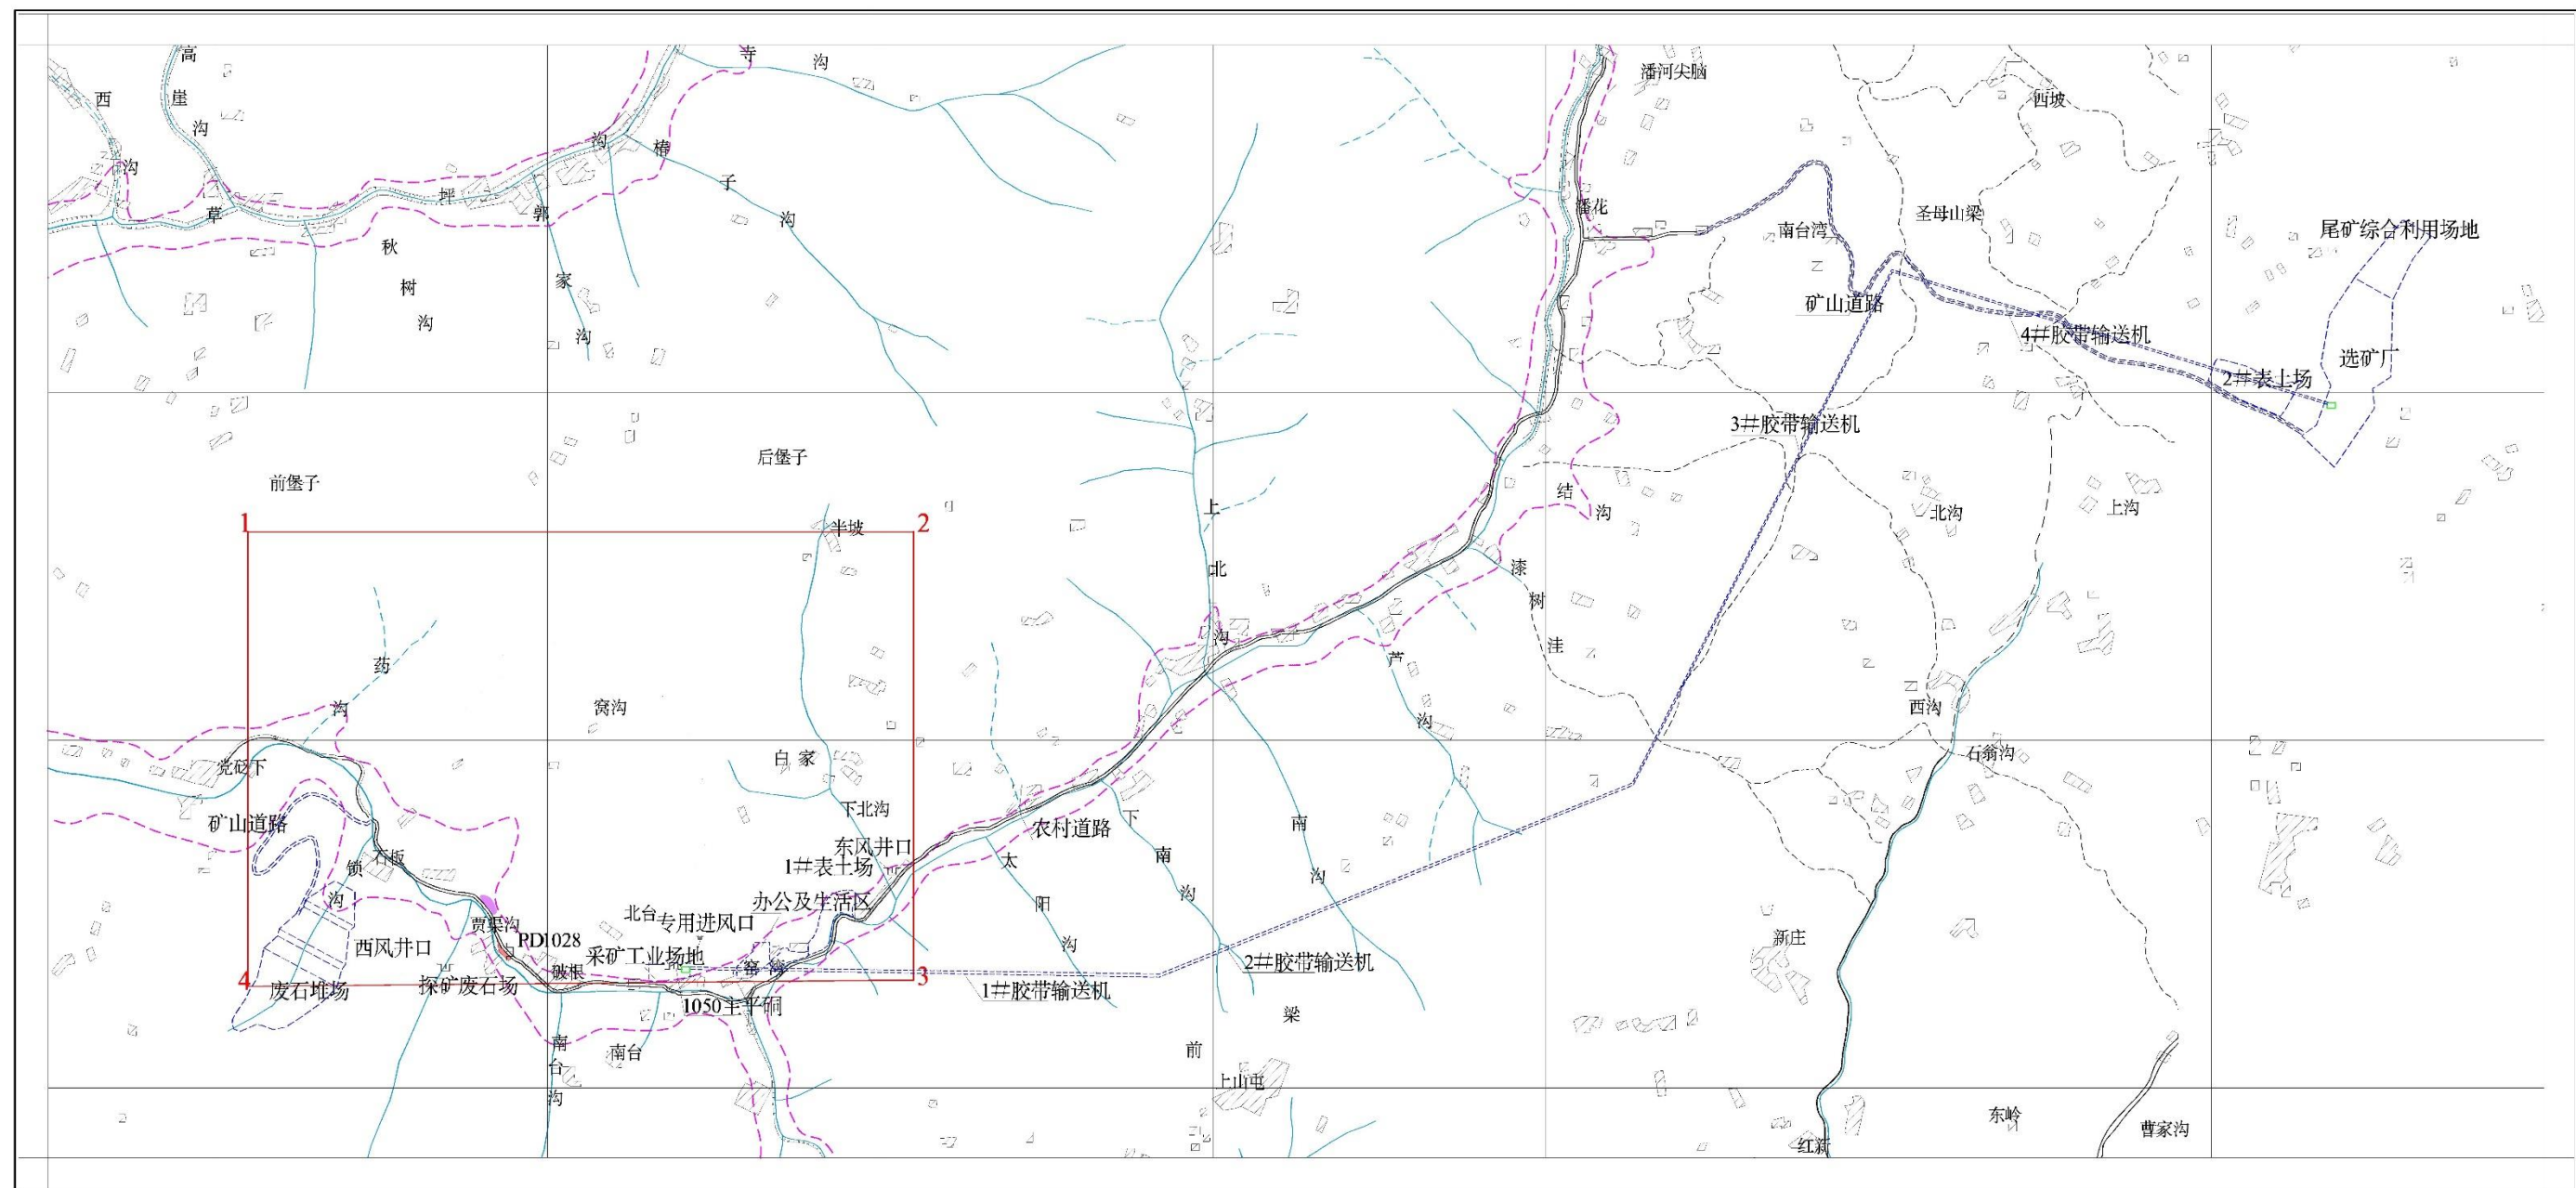 高
崖
沟
西
沟
寺
沟
潘河尖脑
西坡
沟
椿
子
沟
草
坪
郭
家
沟
秋
树
沟
潘花
南台湾
圣母山梁
尾矿综合利用场地
矿山道路
4#胶带输送机
选矿厂
2#表土场
3#胶带输送机
后堡子
前堡子
1
2
半坡
上
北
沟
结
沟
北沟
上沟
漆
树
洼
药
沟
芦
沟
窝沟
西沟
石瓮沟
白家
党砭下
下北沟
矿山道路
东风井口
农村道路
下
南
沟
南
沟
石板
锁
沟
1#表土场
太
阳
沟
办公及生活区
北台
专用进风口
贾渠沟
PD1028
西风井口
采矿工业场地
破根
窑湾
新庄
2#胶带输送机
4
3
废石堆场
探矿废石场
1#胶带输送机
1050主平硐
梁
前
南
台
沟
南台
上山屯
东岭
曹家沟
红新